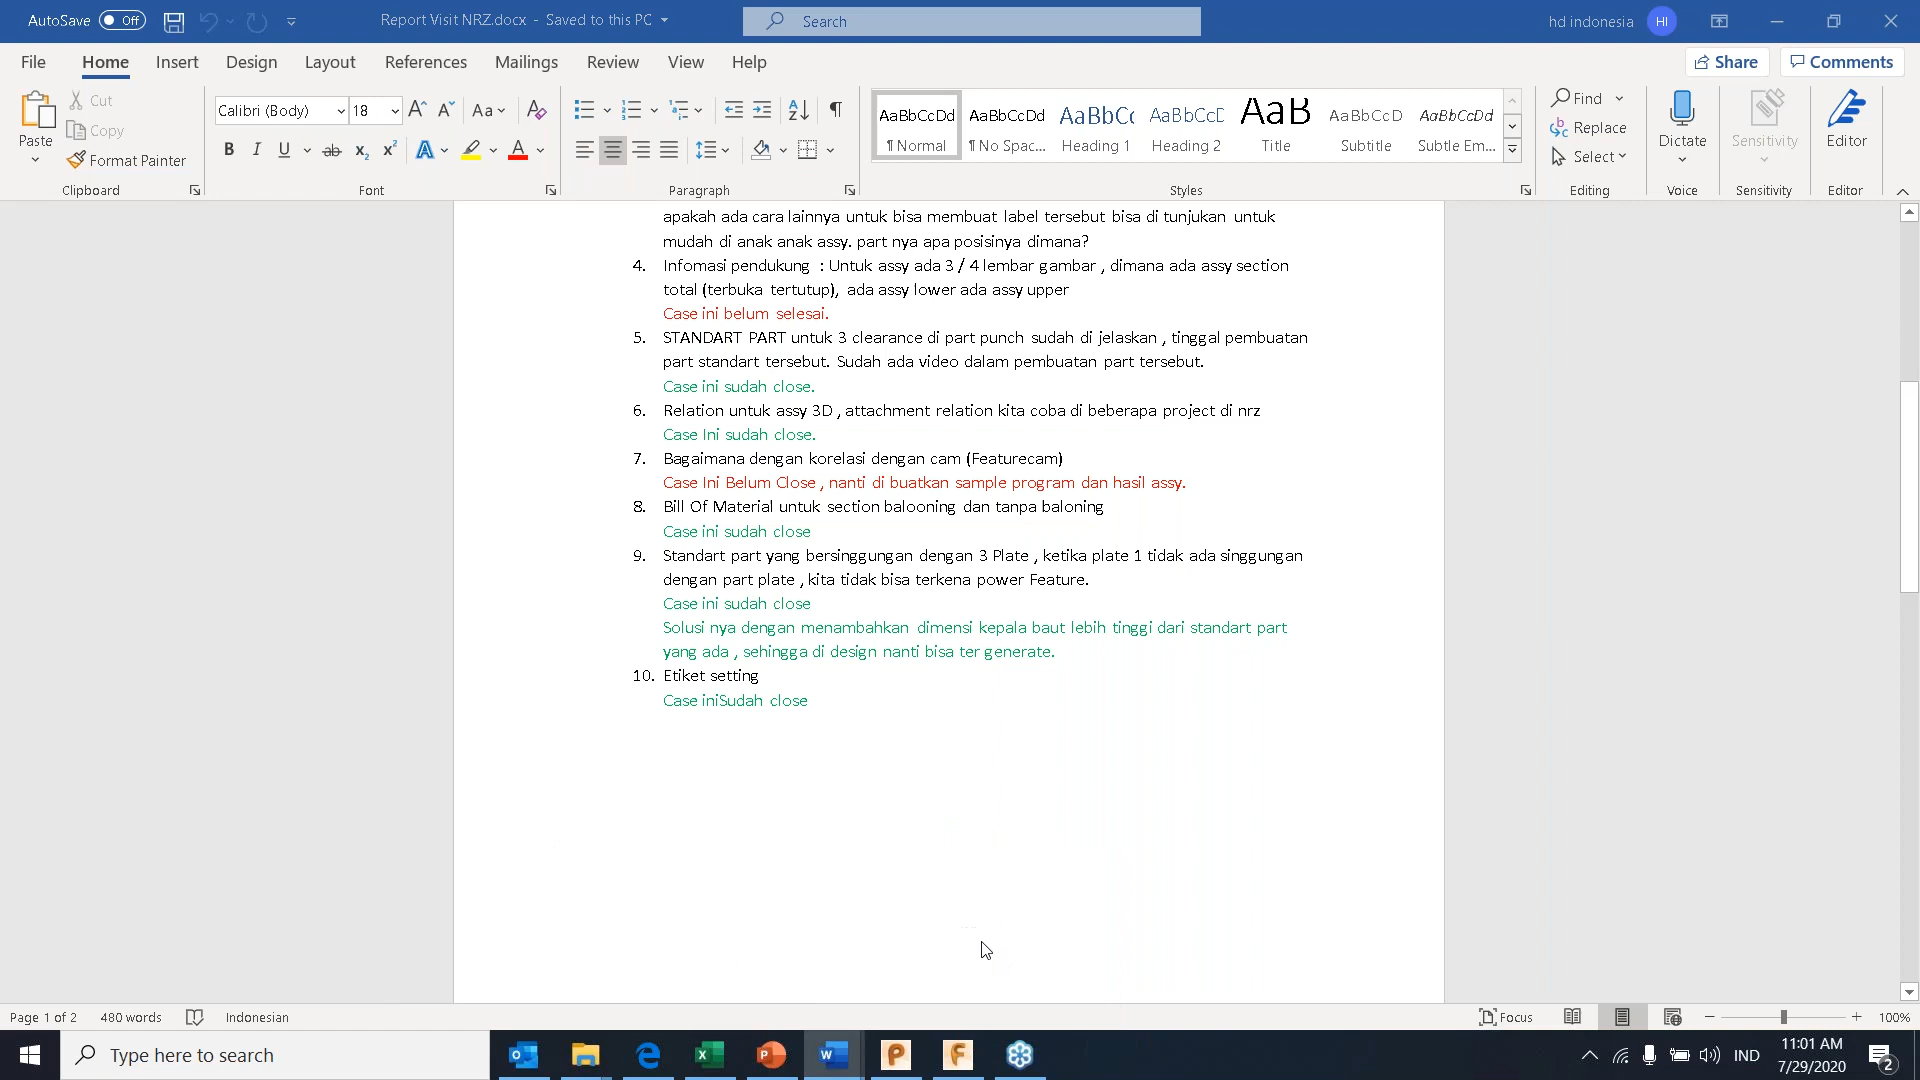 AutoSave Off Report Visit NRZ.docx - Saved to this PC Search hd indonesia HI
File Home Insert Design Layout References Mailings Review View Help Share Comments
Paste Cut Copy Format Painter Clipboard
Calibri (Body) 18 Aa Font
Paragraph
AaBbCcDd AaBbCcDd AaBbCc AaBbCcD AaB AaBbCcD AaBbCcDd
¶ Normal ¶ No Spac... Heading 1 Heading 2 Title Subtitle Subtle Em...
Styles
Find Replace Select Editing
Dictate Voice
Sensitivity Sensitivity
Editor Editor
apakah ada cara lainnya untuk bisa membuat label tersebut bisa di tunjukan untuk
mudah di anak anak assy. part nya apa posisinya dimana?
4. Infomasi pendukung : Untuk assy ada 3 / 4 lembar gambar , dimana ada assy section
total (terbuka tertutup), ada assy lower ada assy upper
Case ini belum selesai.
5. STANDART PART untuk 3 clearance di part punch sudah di jelaskan , tinggal pembuatan
part standart tersebut. Sudah ada video dalam pembuatan part tersebut.
Case ini sudah close.
6. Relation untuk assy 3D , attachment relation kita coba di beberapa project di nrz
Case Ini sudah close.
7. Bagaimana dengan korelasi dengan cam (Featurecam)
Case Ini Belum Close , nanti di buatkan sample program dan hasil assy.
8. Bill Of Material untuk section balooning dan tanpa baloning
Case ini sudah close
9. Standart part yang bersinggungan dengan 3 Plate , ketika plate 1 tidak ada singgungan
dengan part plate , kita tidak bisa terkena power Feature.
Case ini sudah close
Solusi nya dengan menambahkan dimensi kepala baut lebih tinggi dari standart part
yang ada , sehingga di design nanti bisa ter generate.
10. Etiket setting
Case iniSudah close
Page 1 of 2 480 words Indonesian Focus 100%
Type here to search IND 11:01 AM
7/29/2020 2